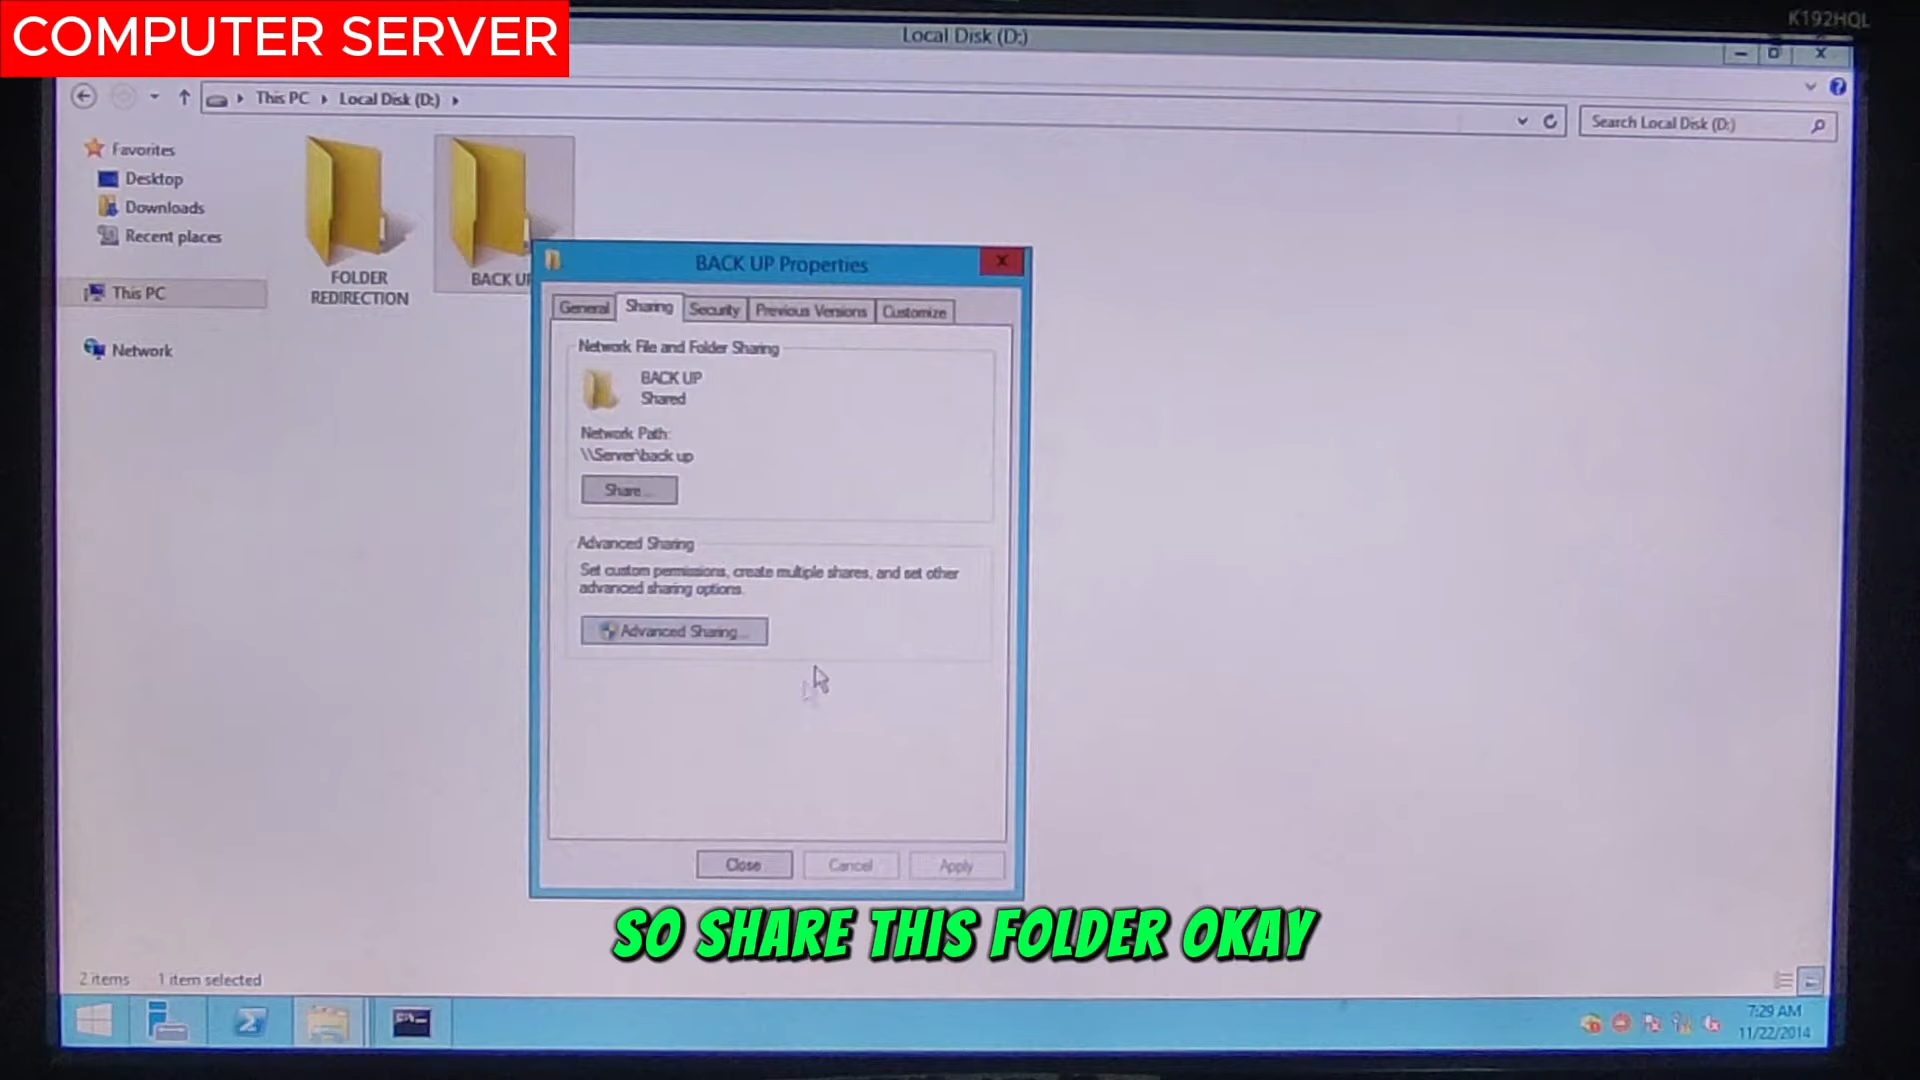 K192HQL
COMPUTER SERVER
Local Disk (D:)
This PC
Local Disk (D:)
Search Local Disk (D:)
Favorites
Desktop
Downloads
Recent places
This PC
Network
FOLDER
REDIRECTION
BACK UP
BACK UP Properties
General
Sharing
Security
Previous Versions
Customize
Network File and Folder Sharing
BACK UP
Shared
Network Path:
\\Server\back up
Share...
Advanced Sharing
Set custom permissions, create multiple shares, and set other
advanced sharing options.
Advanced Sharing...
Close
Cancel
Apply
SO SHARE THIS FOLDER OKAY
2 items
1 item selected
7:29 AM
11/22/2014